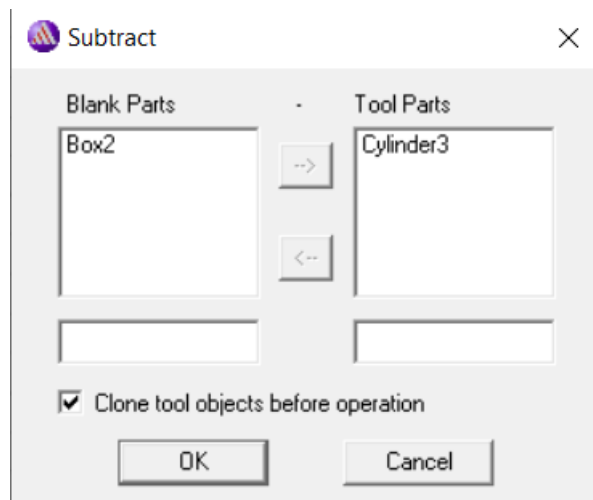 Subtract
Blank Parts - Tool Parts
Box2 Cylinder3
-->
<--
Clone tool objects before operation
OK Cancel